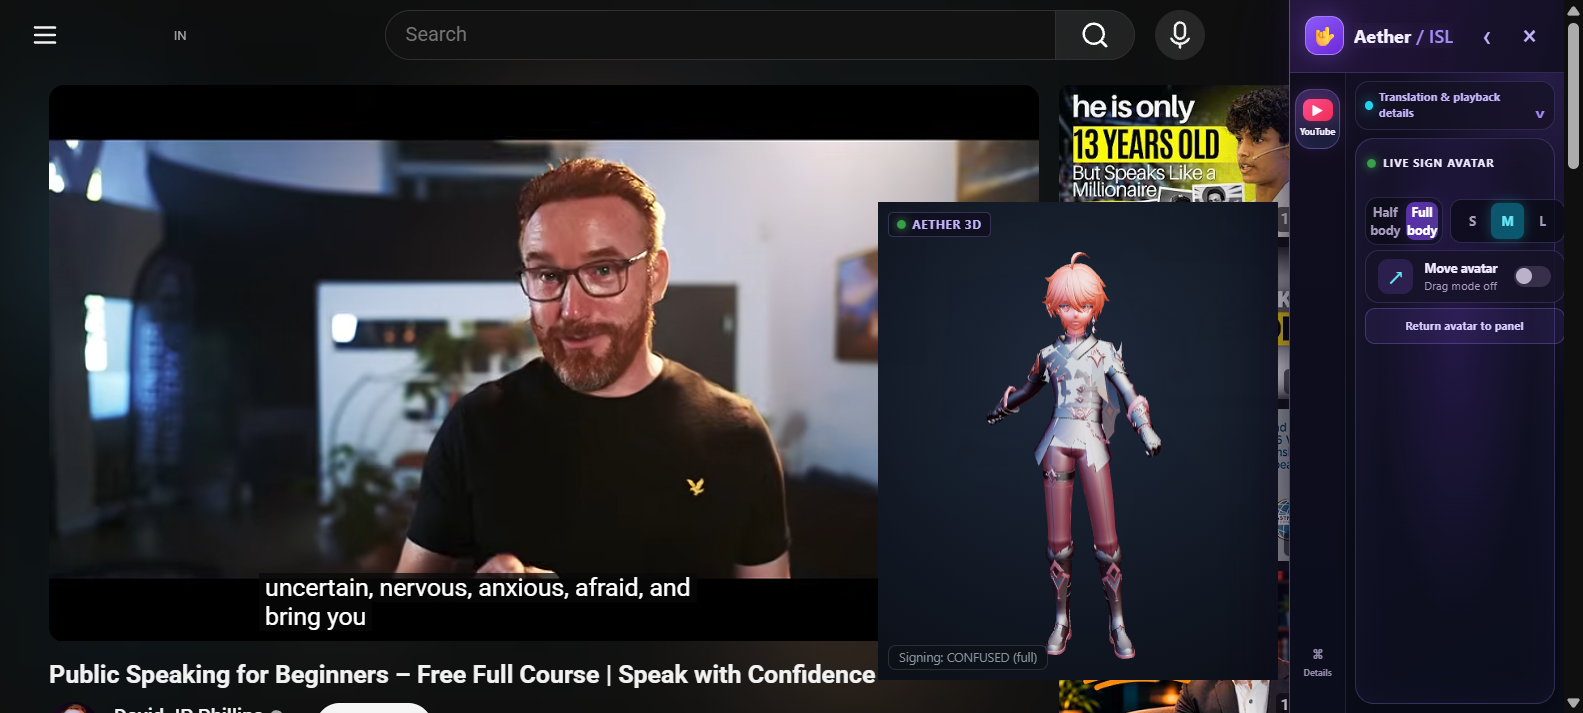 IN
Search
Aether / ISL
YouTube
Translation & playback
details
LIVE SIGN AVATAR
Half
body
Full
body
S
M
L
Move avatar
Drag mode off
Return avatar to panel
Details
he is only
13 YEARS OLD
But Speaks Like a
Millionaire
AETHER 3D
Signing: CONFUSED (full)
uncertain, nervous, anxious, afraid, and
bring you
Public Speaking for Beginners – Free Full Course | Speak with Confidence